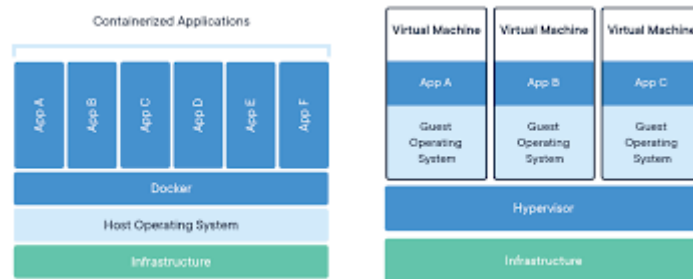 Containerized Applications
App A
App B
App C
App D
App E
App F
Docker
Host Operating System
Infrastructure
Virtual Machine
App A
Guest
Operating
System
Virtual Machine
App B
Guest
Operating
System
Virtual Machine
App C
Guest
Operating
System
Hypervisor
Infrastructure